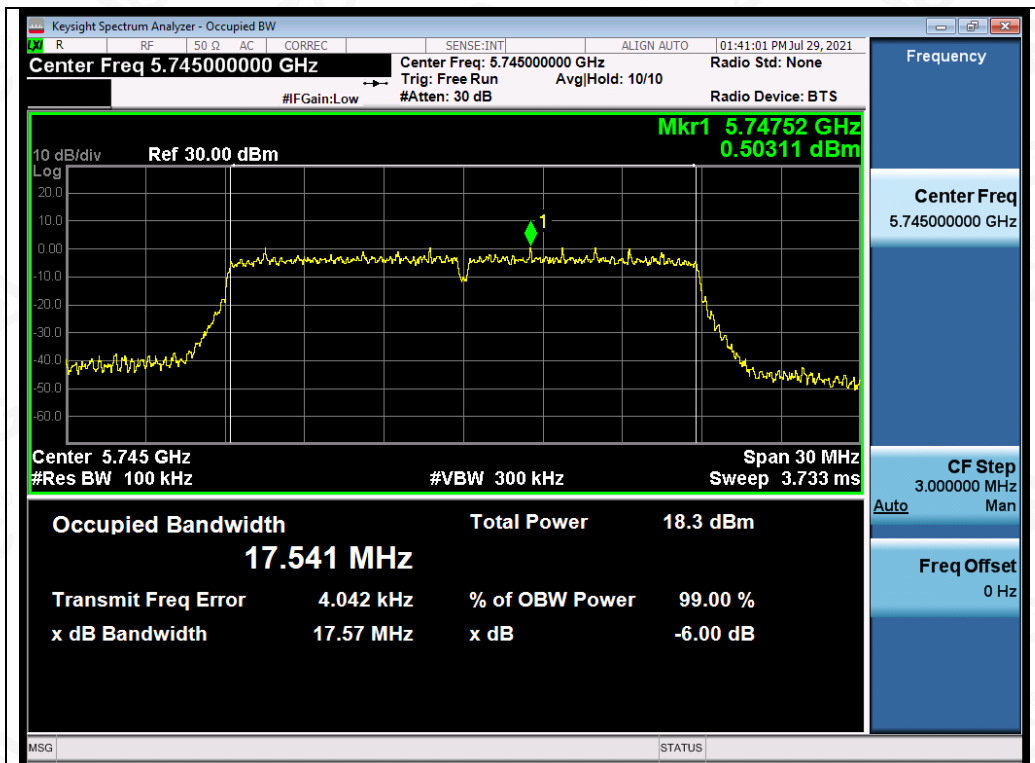 Keysight Spectrum Analyzer - Occupied BW
LXI R RF 50 Ω AC CORREC SENSE:INT ALIGN AUTO 01:41:01 PM Jul 29, 2021
Center Freq 5.745000000 GHz
Center Freq: 5.745000000 GHz
Radio Std: None
Trig: Free Run Avg|Hold: 10/10
#IFGain:Low
#Atten: 30 dB
Radio Device: BTS
Mkr1 5.74752 GHz
0.50311 dBm
10 dB/div Ref 30.00 dBm
Log
20.0
10.0
0.00
-10.0
-20.0
-30.0
-40.0
-50.0
-60.0
1
Center 5.745 GHz Span 30 MHz
#Res BW 100 kHz #VBW 300 kHz Sweep 3.733 ms
Occupied Bandwidth
17.541 MHz
Total Power 18.3 dBm
Transmit Freq Error 4.042 kHz % of OBW Power 99.00 %
x dB Bandwidth 17.57 MHz x dB -6.00 dB
Frequency
Center Freq
5.745000000 GHz
CF Step
3.000000 MHz
Auto Man
Freq Offset
0 Hz
MSG STATUS